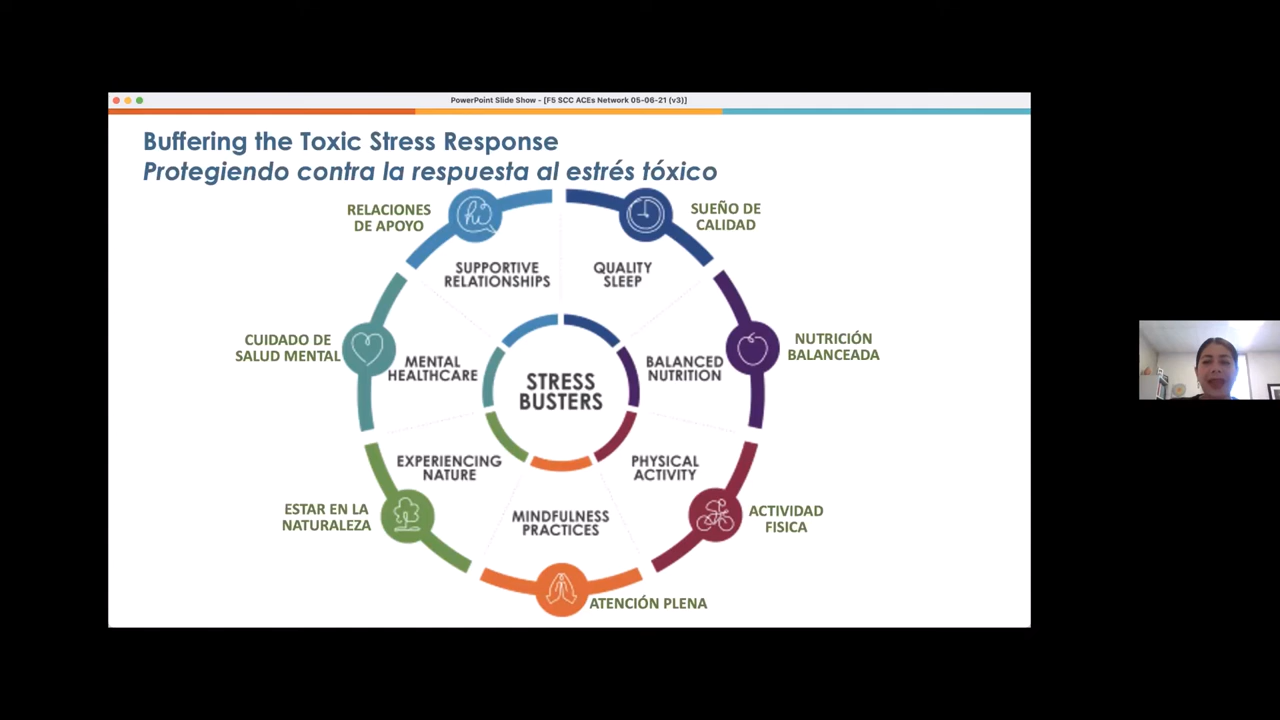 PowerPoint Slide Show - [F5 SCC ACEs Network 05-06-21 (v3)]
Buffering the Toxic Stress Response
Protegiendo contra la respuesta al estrés tóxico
RELACIONES
DE APOYO
hi
SUEÑO DE
CALIDAD
SUPPORTIVE
RELATIONSHIPS
QUALITY
SLEEP
CUIDADO DE
SALUD MENTAL
MENTAL
HEALTHCARE
STRESS
BUSTERS
BALANCED
NUTRITION
NUTRICIÓN
BALANCEADA
EXPERIENCING
NATURE
PHYSICAL
ACTIVITY
ESTAR EN LA
NATURALEZA
MINDFULNESS
PRACTICES
ACTIVIDAD
FISICA
ATENCIÓN PLENA